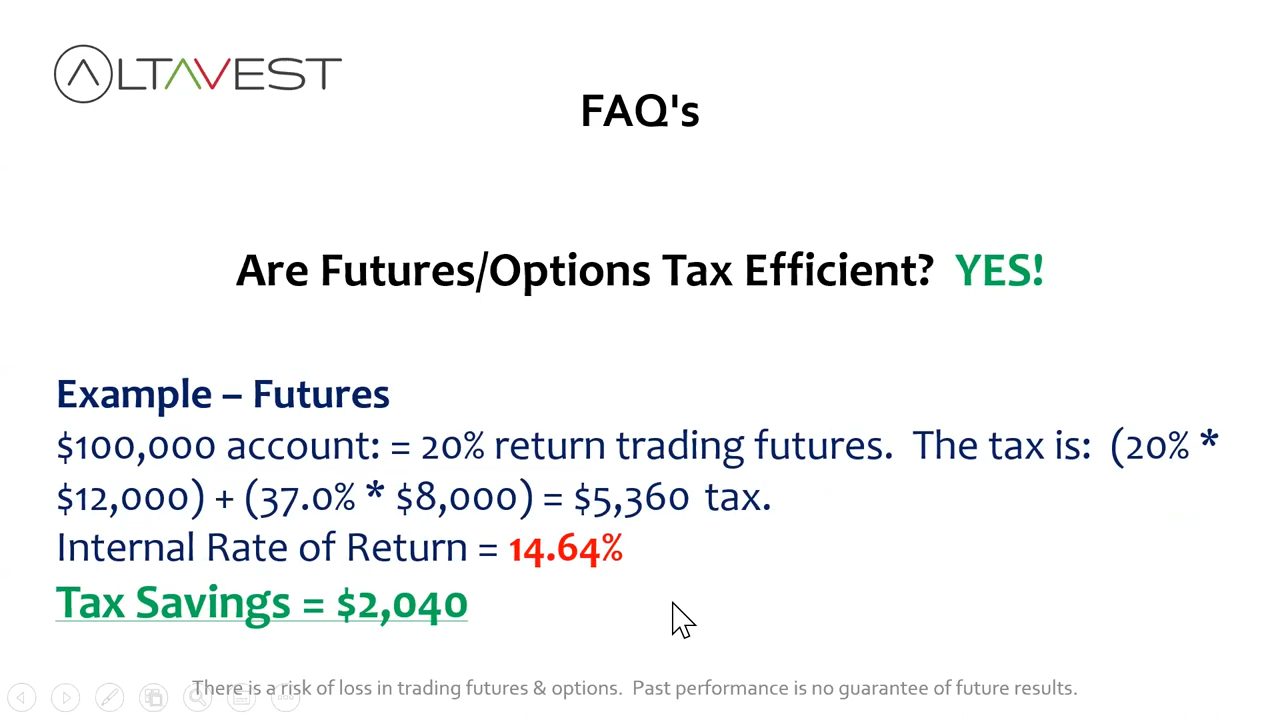 ALTAVEST
FAQ's
Are Futures/Options Tax Efficient? YES!
Example – Futures
$100,000 account: = 20% return trading futures. The tax is: (20% *
$12,000) + (37.0% * $8,000) = $5,360 tax.
Internal Rate of Return = 14.64%
Tax Savings = $2,040
There is a risk of loss in trading futures & options. Past performance is no guarantee of future results.